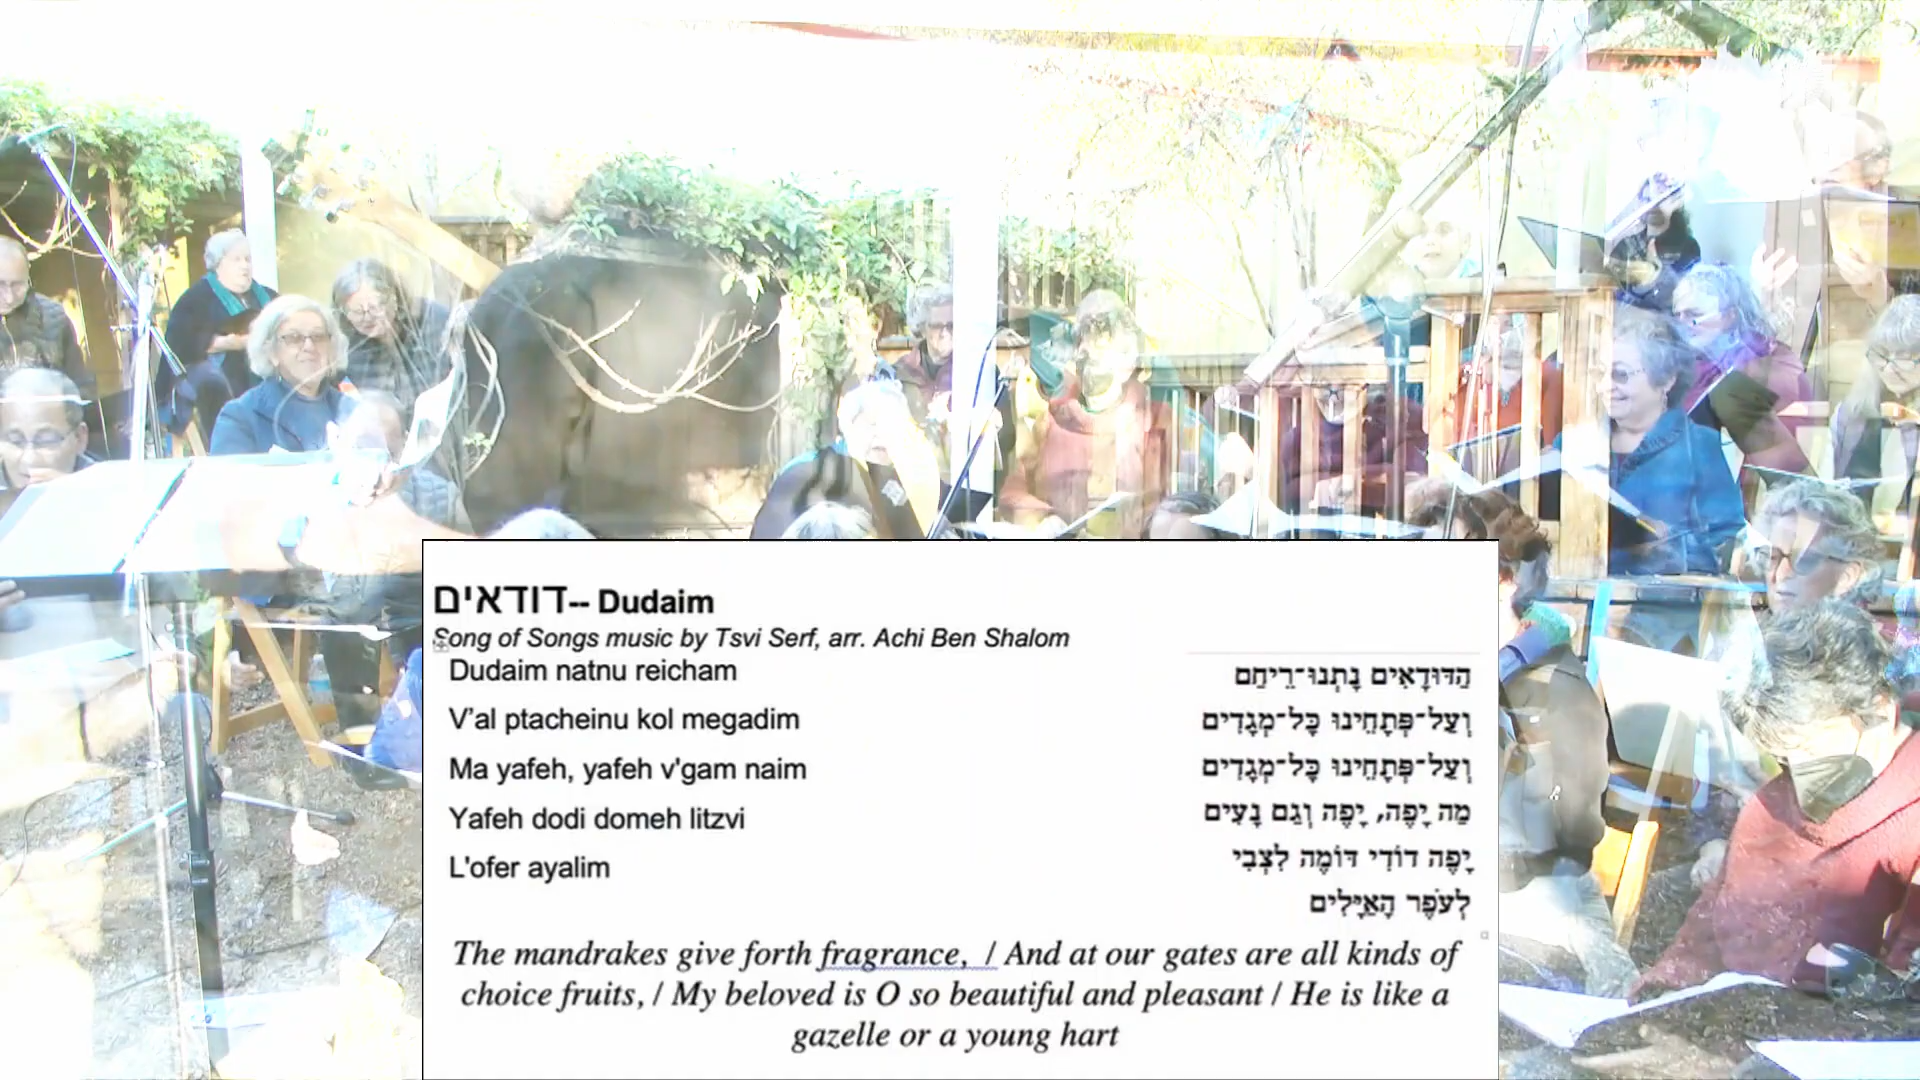 דודאים-- Dudaim
Song of Songs music by Tsvi Serf, arr. Achi Ben Shalom
Dudaim natnu reicham
V'al ptacheinu kol megadim
Ma yafeh, yafeh v'gam naim
Yafeh dodi domeh litzvi
L'ofer ayalim
הַדּוּדָאִים נָתְנוּ־רֵיחַם
וְעַל־פְּתָחֵינוּ כָּל־מְגָדִים
וְעַל־פְּתָחֵינוּ כָּל־מְגָדִים
מַה יָּפֶה, יָפֶה וְגַם נָעִים
יָפֶה דּוֹדִי דּוֹמֶה לִצְבִי
לְעֹפֶר הָאַיָּלִים
The mandrakes give forth fragrance, / And at our gates are all kinds of
choice fruits, / My beloved is O so beautiful and pleasant / He is like a
gazelle or a young hart